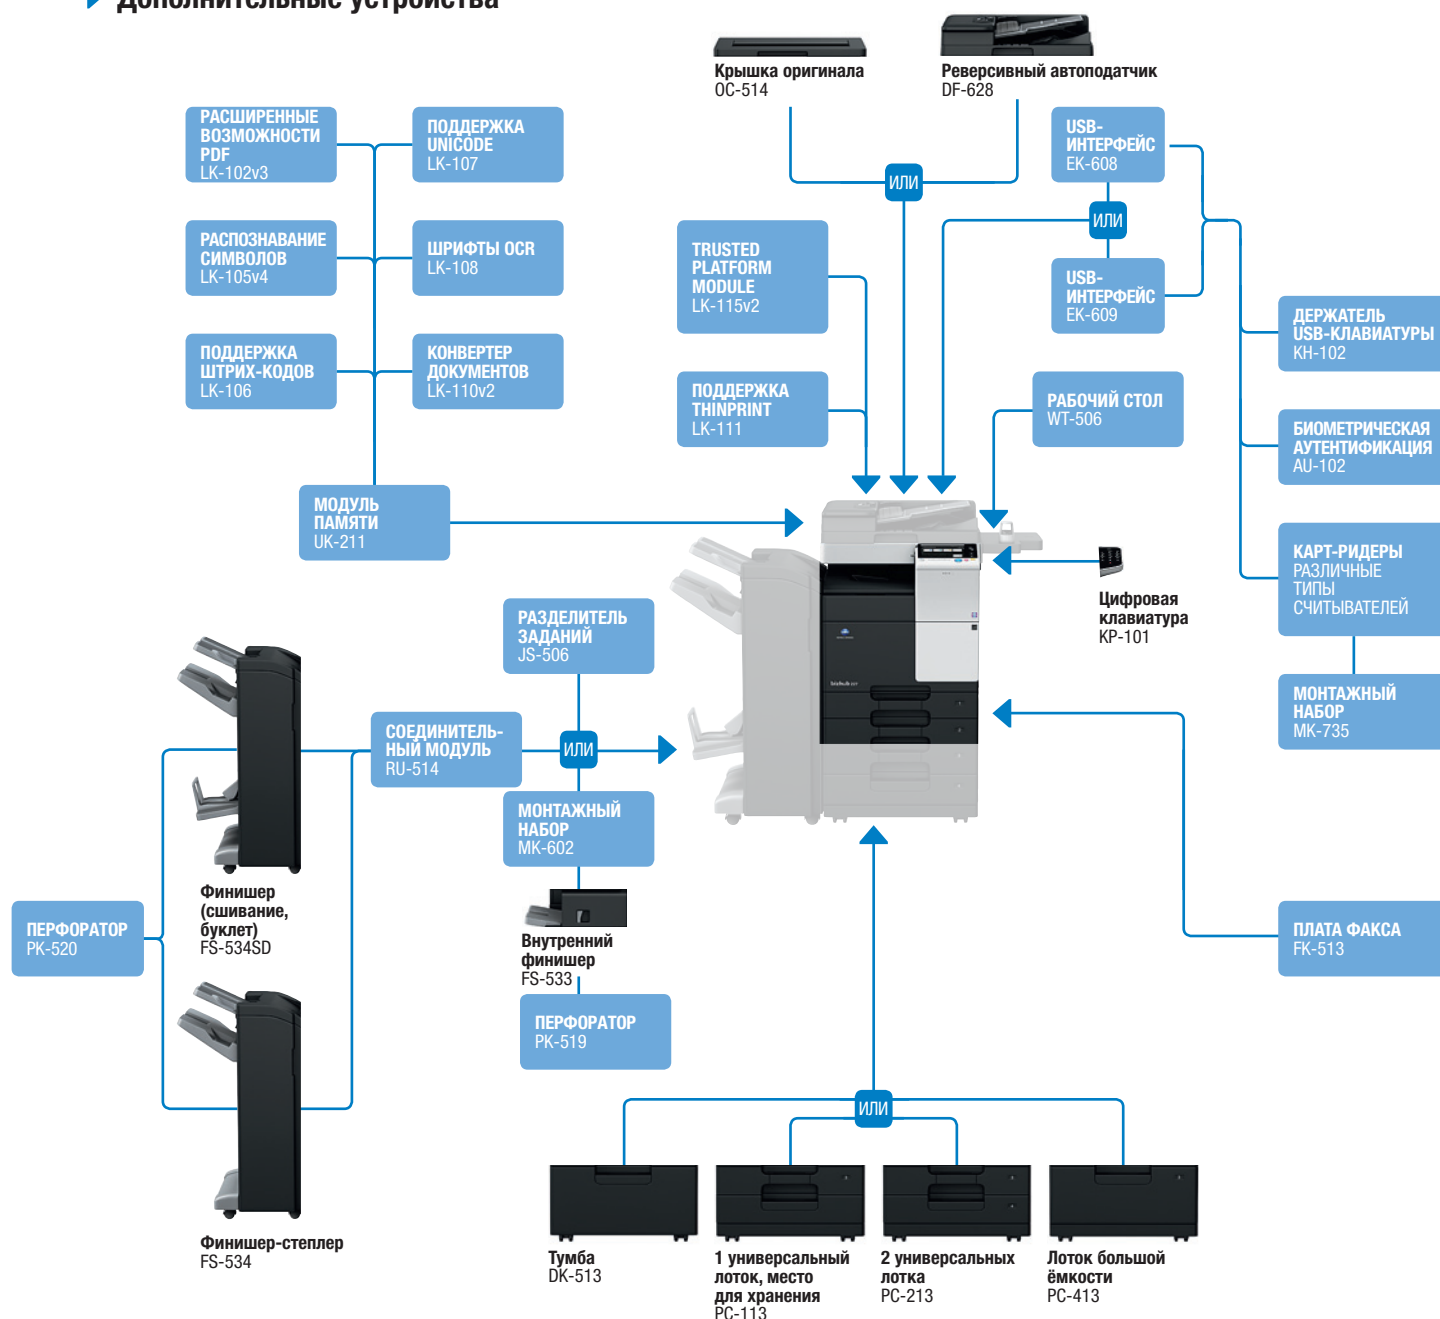 Дополнительные устройства
Крышка оригинала
OC-514
Реверсивный автоподатчик
DF-628
РАСШИРЕННЫЕ
ВОЗМОЖНОСТИ
PDF
LK-102v3
ПОДДЕРЖКА
UNICODE
LK-107
USB-
ИНТЕРФЕЙС
EK-608
ИЛИ
ИЛИ
РАСПОЗНАВАНИЕ
СИМВОЛОВ
LK-105v4
ШРИФТЫ OCR
LK-108
TRUSTED
PLATFORM
MODULE
LK-115v2
USB-
ИНТЕРФЕЙС
EK-609
ДЕРЖАТЕЛЬ
USB-КЛАВИАТУРЫ
KH-102
ПОДДЕРЖКА
ШТРИХ-КОДОВ
LK-106
КОНВЕРТЕР
ДОКУМЕНТОВ
LK-110v2
ПОДДЕРЖКА
THINPRINT
LK-111
РАБОЧИЙ СТОЛ
WT-506
БИОМЕТРИЧЕСКАЯ
АУТЕНТИФИКАЦИЯ
AU-102
МОДУЛЬ
ПАМЯТИ
UK-211
КАРТ-РИДЕРЫ
РАЗЛИЧНЫЕ
ТИПЫ
СЧИТЫВАТЕЛЕЙ
Цифровая
клавиатура
KP-101
РАЗДЕЛИТЕЛЬ
ЗАДАНИЙ
JS-506
МОНТАЖНЫЙ
НАБОР
MK-735
СОЕДИНИТЕЛЬ-
НЫЙ МОДУЛЬ
RU-514
ИЛИ
МОНТАЖНЫЙ
НАБОР
MK-602
bizhub
Финишер
(сшивание,
буклет)
FS-534SD
ПЕРФОРАТОР
PK-520
Внутренний
финишер
FS-533
ПЛАТА ФАКСА
FK-513
ПЕРФОРАТОР
PK-519
ИЛИ
Финишер-степлер
FS-534
Тумба
DK-513
1 универсальный
лоток, место
для хранения
PC-113
2 универсальных
лотка
PC-213
Лоток большой
ёмкости
PC-413